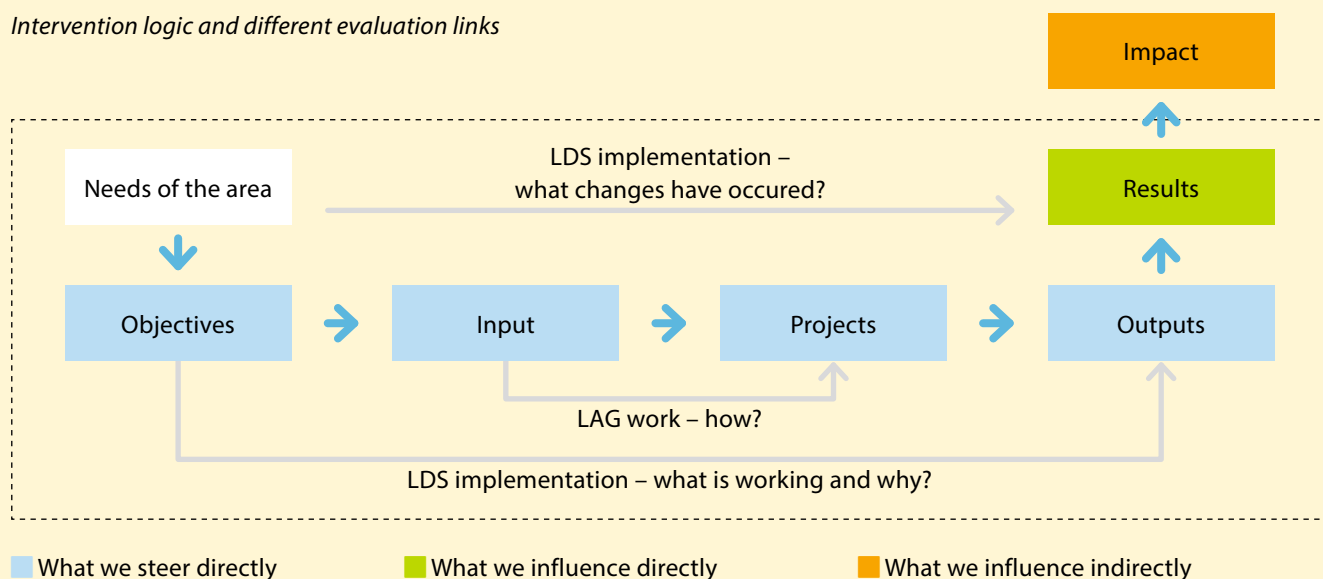 Intervention logic and different evaluation links
Impact
Needs of the area
LDS implementation –
what changes have occured?
Results
Objectives
Input
Projects
Outputs
LAG work – how?
LDS implementation – what is working and why?
What we steer directly
What we influence directly
What we influence indirectly